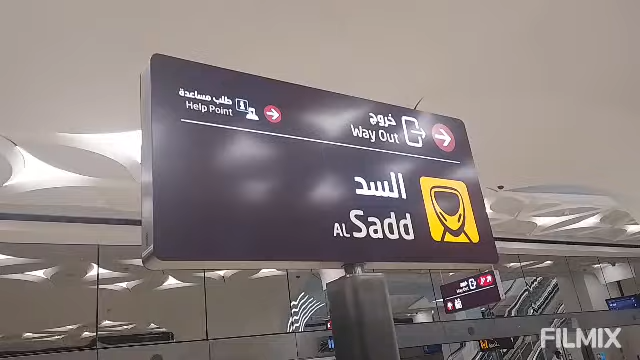 طلب مساعدة
Help Point
خروج
Way Out
السد
AL Sadd
FILMIX